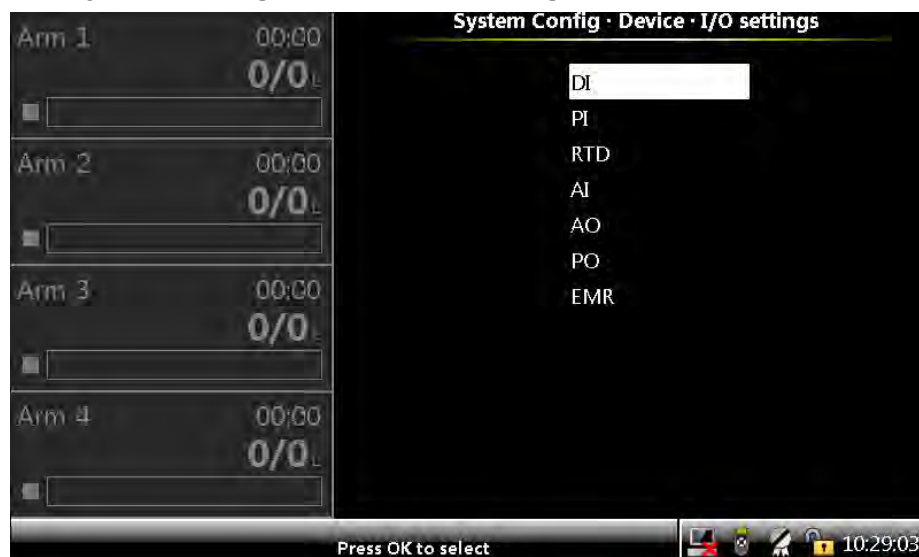 System Config · Device · I/O settings
Arm 1 00:00
0/0 L
Arm 2 00:00
0/0 L
Arm 3 00:00
0/0 L
Arm 4 00:00
0/0 L
DI
PI
RTD
AI
AO
PO
EMR
Press OK to select
10:29:03